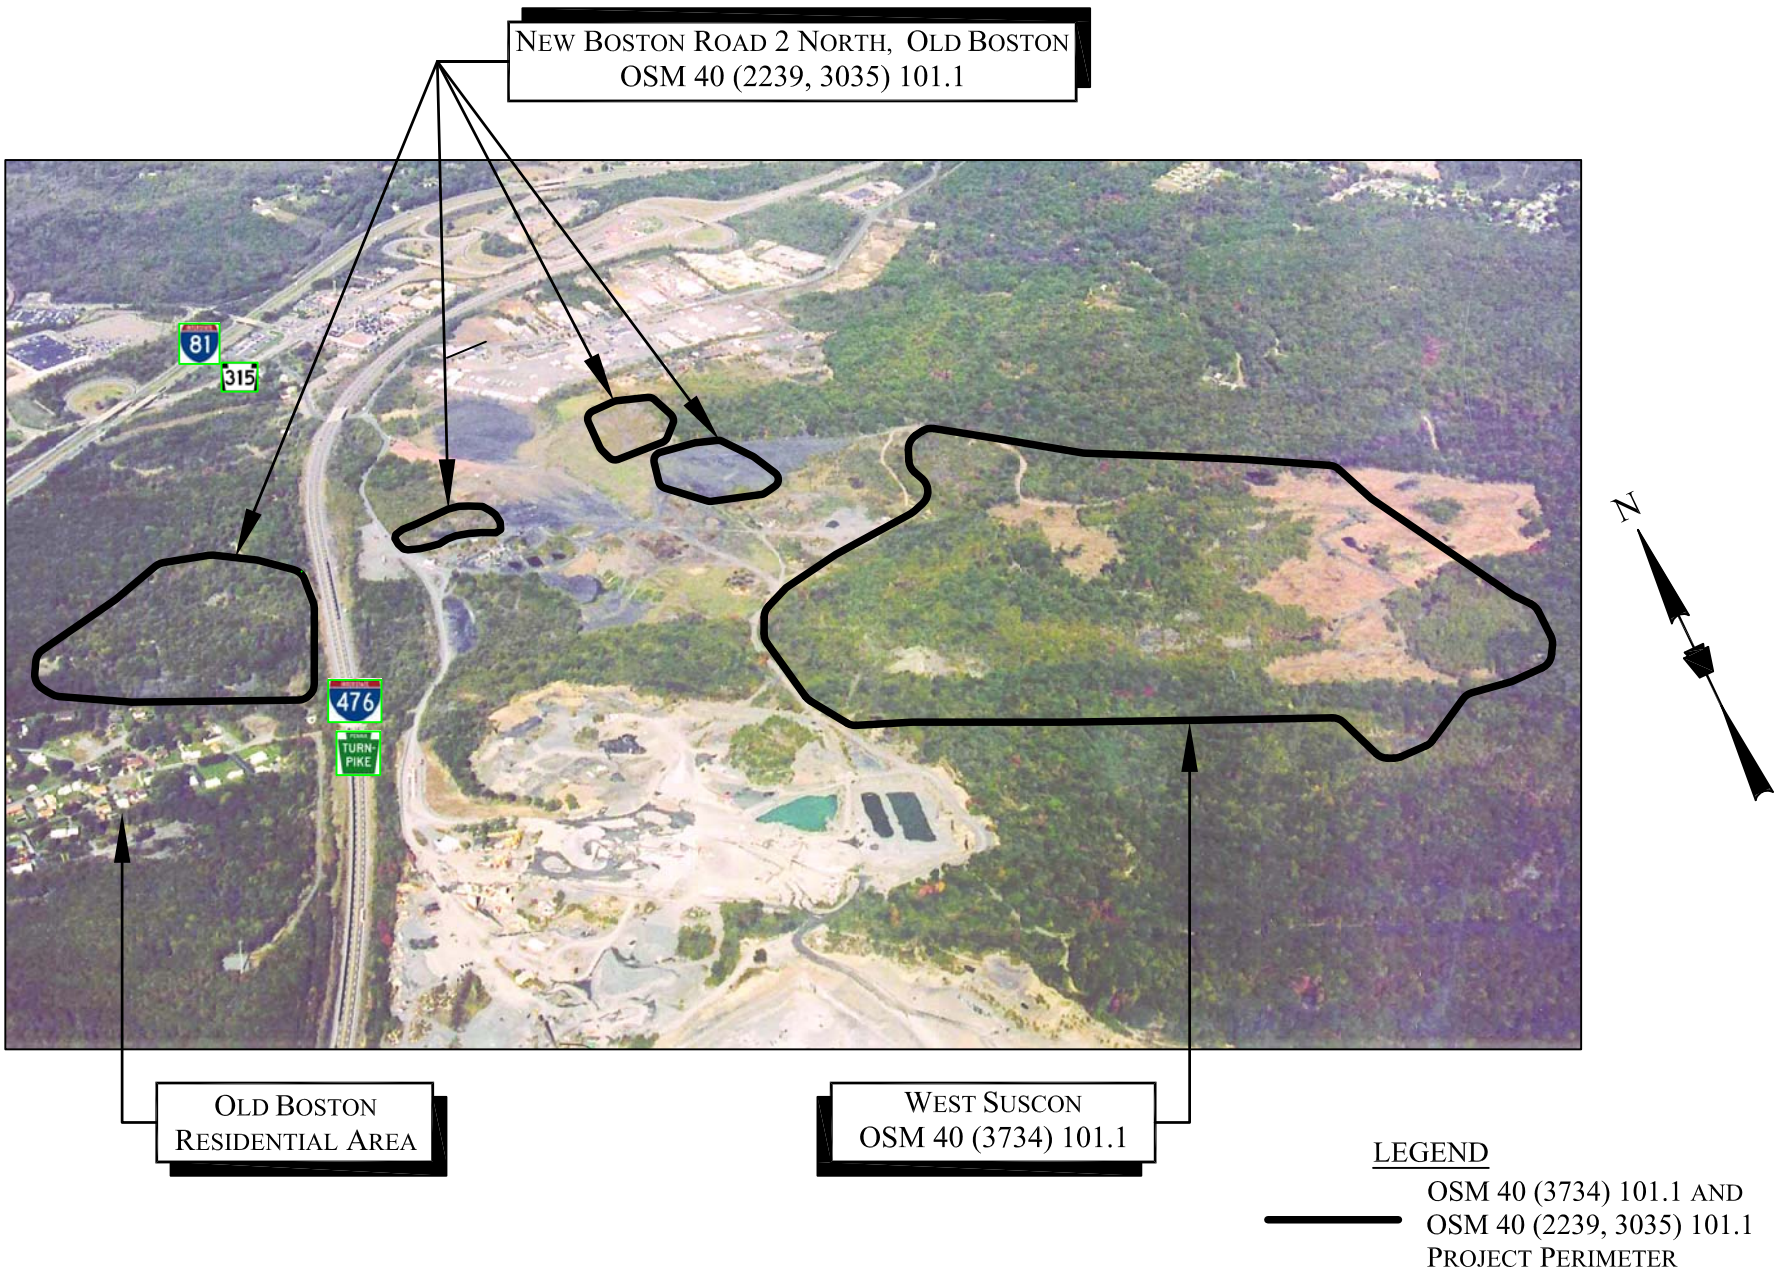 NEW BOSTON ROAD 2 NORTH, OLD BOSTON
OSM 40 (2239, 3035) 101.1
81
315
N
476
PENNA
TURN-
PIKE
OLD BOSTON
RESIDENTIAL AREA
WEST SUSCON
OSM 40 (3734) 101.1
LEGEND
OSM 40 (3734) 101.1 AND
OSM 40 (2239, 3035) 101.1
PROJECT PERIMETER